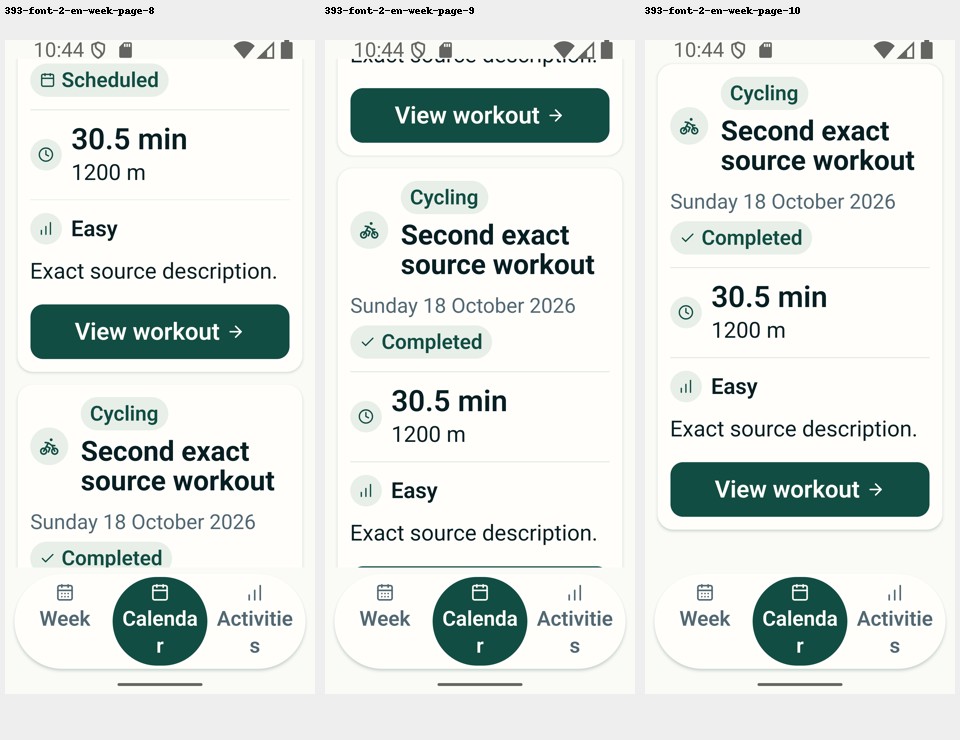 393-font-2-en-week-page-8
10:44
Scheduled
30.5 min
1200 m
Easy
Exact source description.
View workout →
Cycling
Second exact
source workout
Sunday 18 October 2026
Completed
Week
Calenda
r
Activitie
s
393-font-2-en-week-page-9
10:44
Exact source description.
View workout →
Cycling
Second exact
source workout
Sunday 18 October 2026
Completed
30.5 min
1200 m
Easy
Exact source description.
Week
Calenda
r
Activitie
s
393-font-2-en-week-page-10
10:44
Cycling
Second exact
source workout
Sunday 18 October 2026
Completed
30.5 min
1200 m
Easy
Exact source description.
View workout →
Week
Calenda
r
Activitie
s